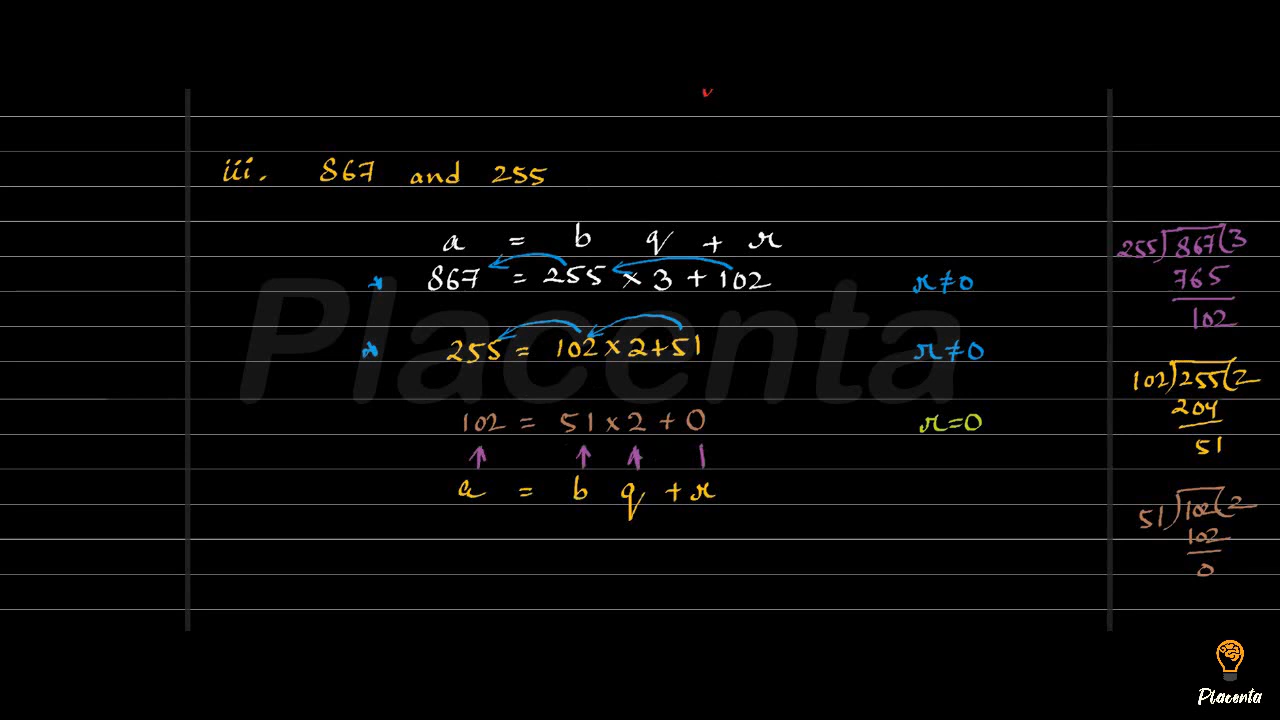 iii. 867 and 255
a = b q + r
* 867 = 255 × 3 + 102 r ≠ 0
* 255 = 102 × 2 + 51 r ≠ 0
102 = 51 × 2 + 0 r = 0
a = b q + r
255)867(3
765
102
102)255(2
204
51
51)102(2
102
0
Placenta
Placenta